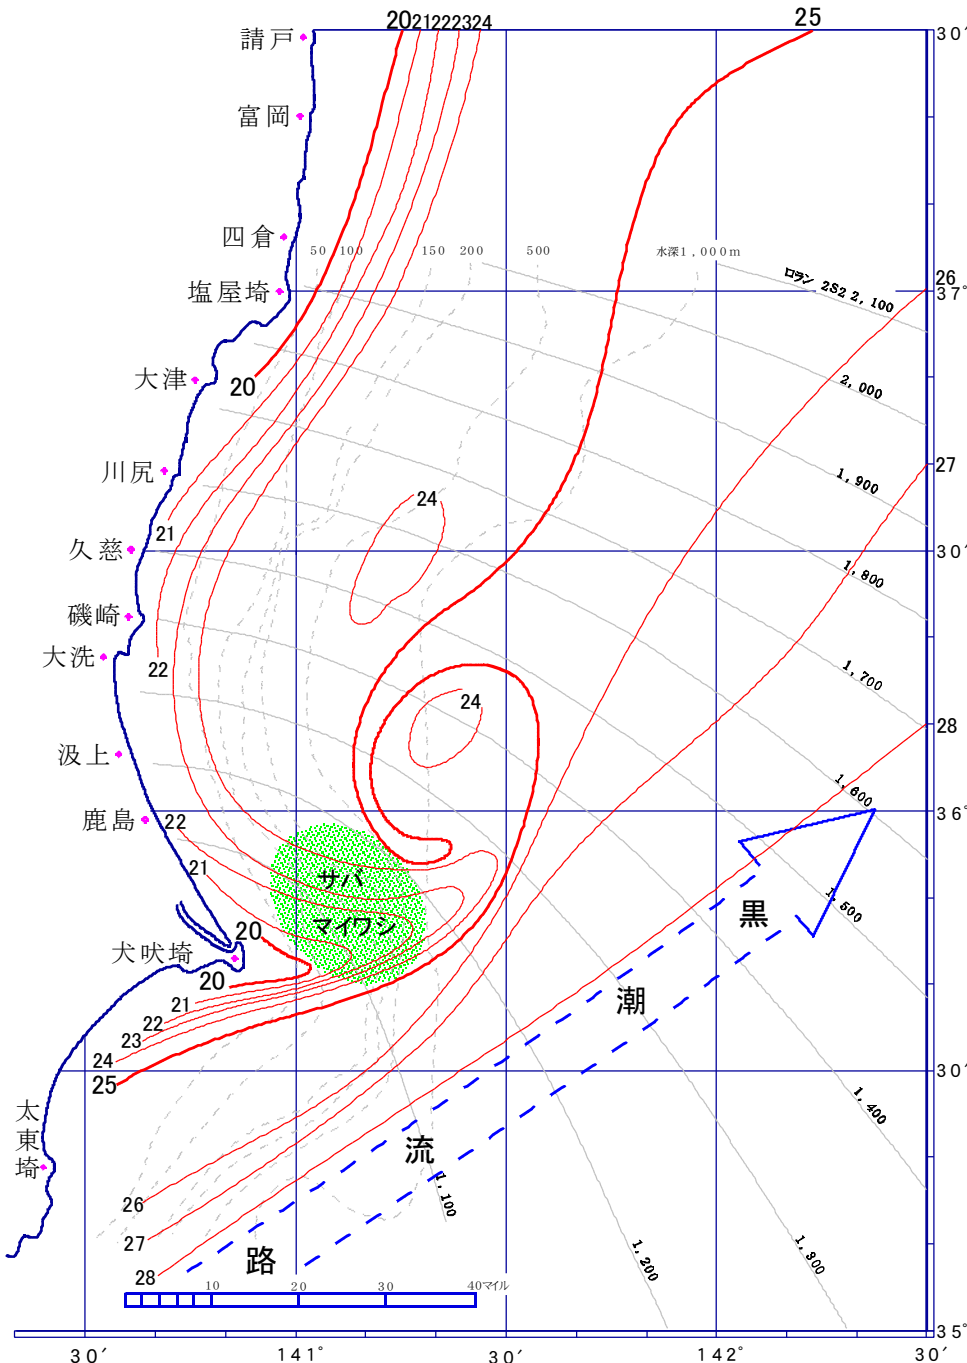 20 21 22 23 24
25
請戸
30′
富岡
四倉
50 100 150 200 500 水深1,000m
ロラン 2S2 2,100
塩屋埼
26
37°
大津
20
2,000
川尻
27
1,900
24
21
久慈
30′
1,800
磯崎
大洗
22
1,700
24
28
汲上
1,600
鹿島
22
36°
21
サバ
マイワシ
黒
1,500
20
犬吠埼
20
21
潮
22
23
24
25
30′
1,400
太東埼
流
1,100
26
27
路
1,200
1,300
28
10 20 30 40マイル
35°
30′ 141° 30′ 142° 30′